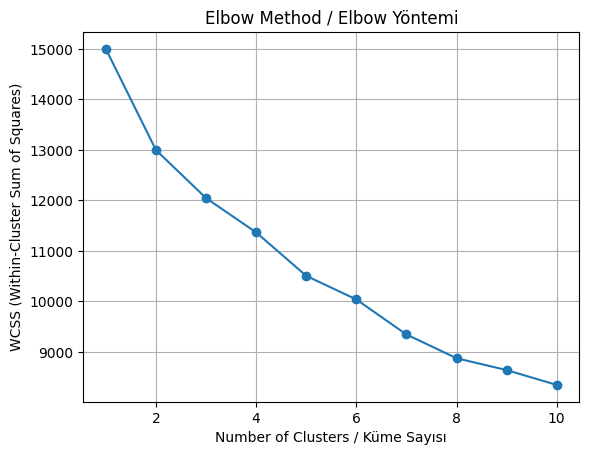 Elbow Method / Elbow Yöntemi
WCSS (Within-Cluster Sum of Squares)
15000
14000
13000
12000
11000
10000
9000
2 4 6 8 10
Number of Clusters / Küme Sayısı